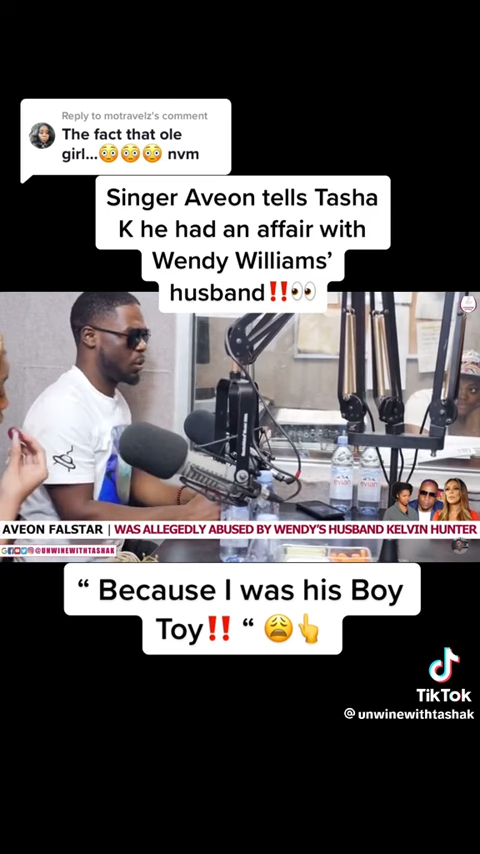 Reply to motravelz's comment
The fact that ole
girl...😳😳😳 nvm
Singer Aveon tells Tasha
K he had an affair with
Wendy Williams'
husband‼️👀
evian
evian
AVEON FALSTAR | WAS ALLEGEDLY ABUSED BY WENDY'S HUSBAND KELVIN HUNTER
@UNWINEWITHTASHAK
“ Because I was his Boy
Toy‼️ “ 😩👆
TikTok
@unwinewithtashak